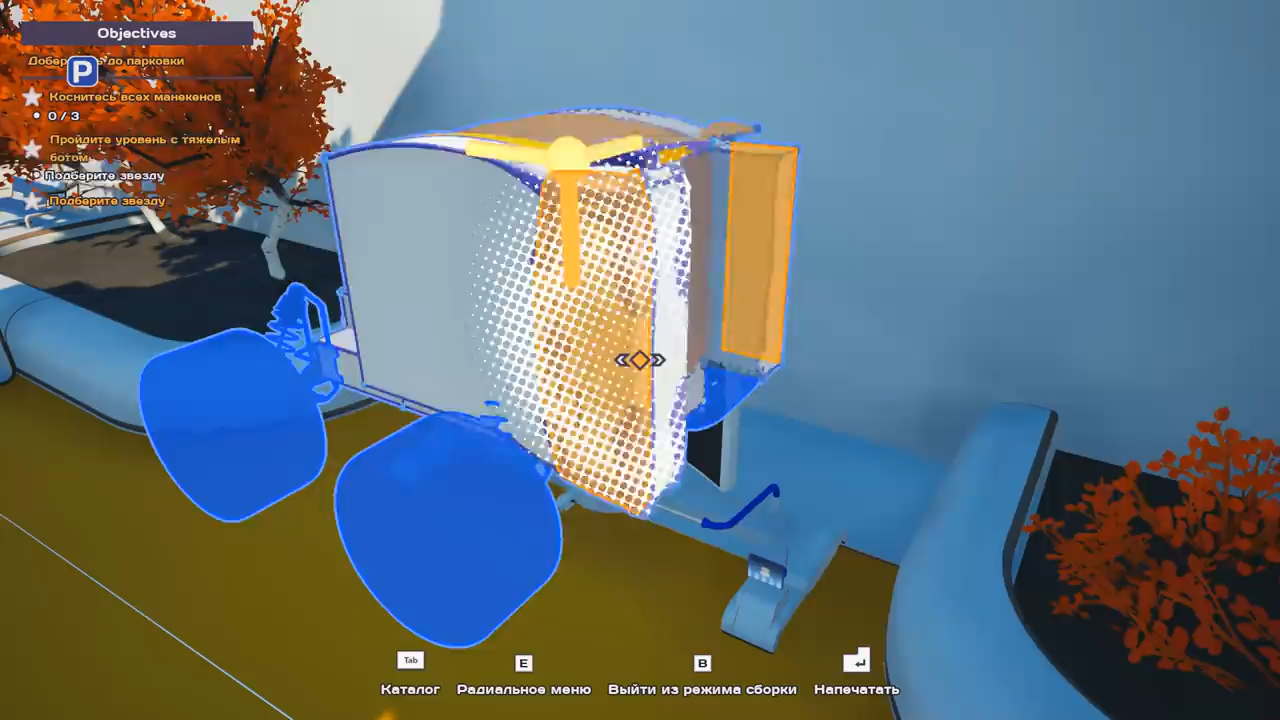 Objectives
до парковки
P
Коснитесь всех манекенов
0 / 3
Пройдите уровень с тяжелым
ботом
Подберите звезду
Подберите звезду
Tab
E
B
Каталог
Радиальное меню
Выйти из режима сборки
Напечатать